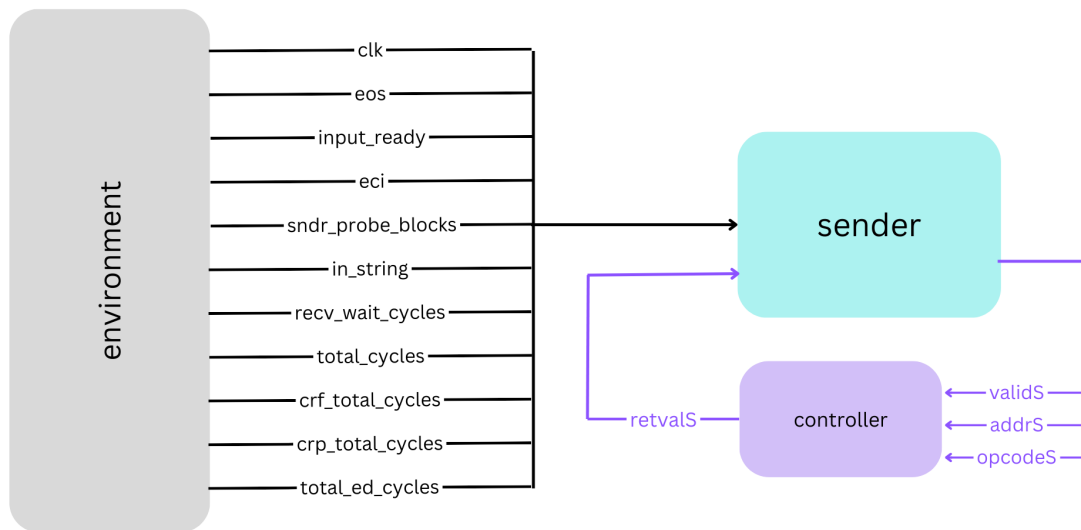 environment
clk
eos
input_ready
eci
sndr_probe_blocks
in_string
recv_wait_cycles
total_cycles
crf_total_cycles
crp_total_cycles
total_ed_cycles
sender
controller
retvalS
validS
addrS
opcodeS